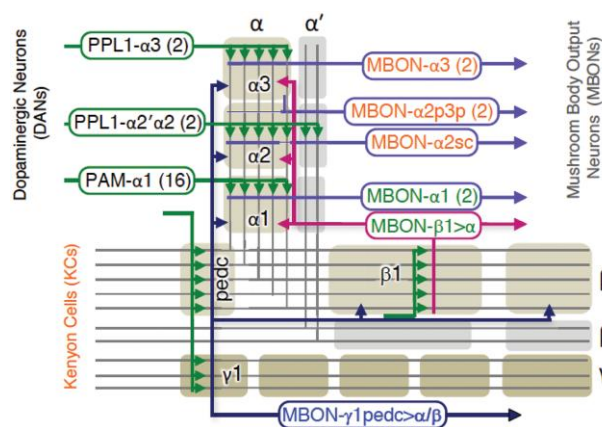 α α′
PPL1-α3 (2)
MBON-α3 (2)
α3
MBON-α2p3p (2)
PPL1-α2′α2 (2)
MBON-α2sc
α2
PAM-α1 (16)
MBON-α1 (2)
α1
MBON-β1>α
pedc
β1
γ1
MBON-γ1pedc>α/β
Dopaminergic Neurons
(DANs)
Kenyon Cells (KCs)
Mushroom Body Output
Neurons (MBONs)